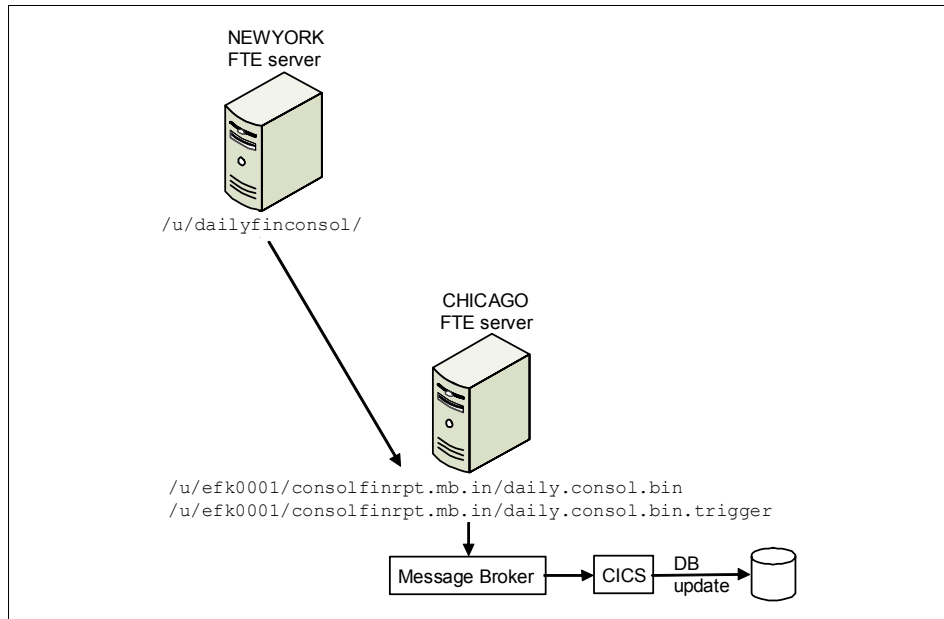 NEWYORK
FTE server
/u/dailyfinconsol/
CHICAGO
FTE server
/u/efk0001/consolfinrpt.mb.in/daily.consol.bin
/u/efk0001/consolfinrpt.mb.in/daily.consol.bin.trigger
Message Broker
CICS
DB
update